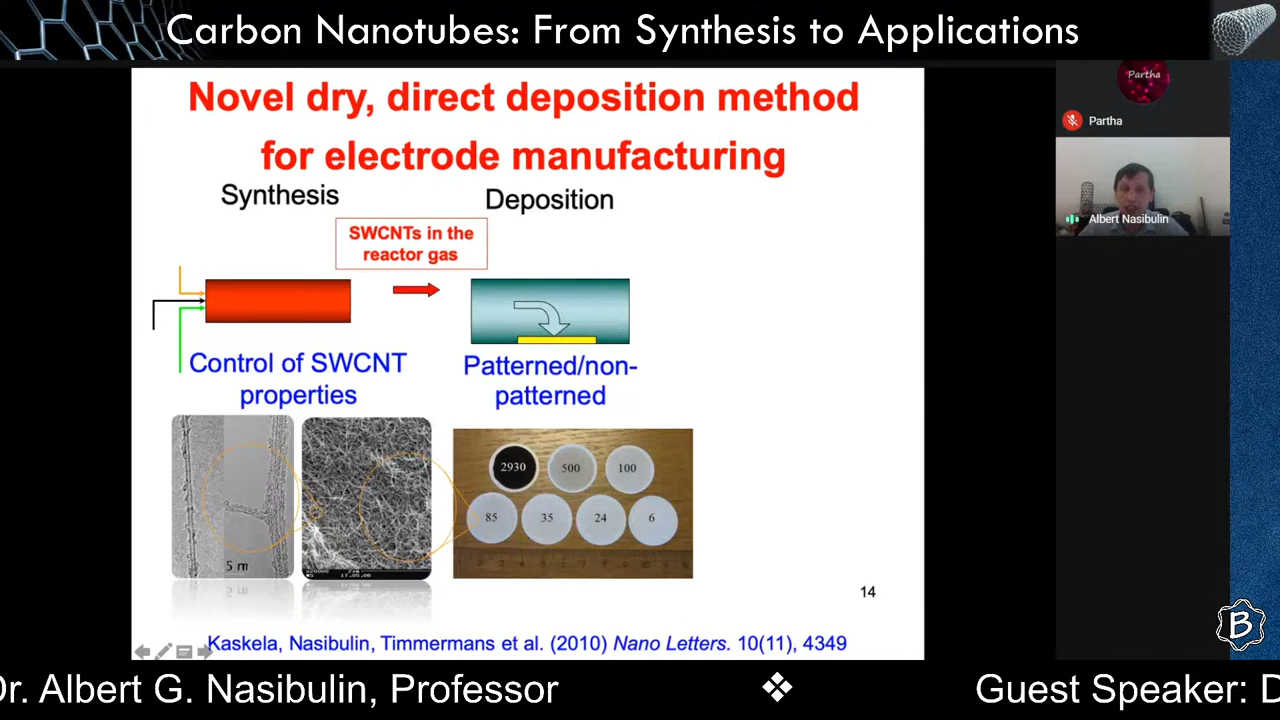 Carbon Nanotubes: From Synthesis to Applications
Novel dry, direct deposition method
for electrode manufacturing
Synthesis
Deposition
SWCNTs in the
reactor gas
Control of SWCNT
properties
Patterned/non-
patterned
2930
500
100
85
35
24
6
5 m
14
Kaskela, Nasibulin, Timmermans et al. (2010) Nano Letters. 10(11), 4349
Partha
Partha
Albert Nasibulin
B
Dr. Albert G. Nasibulin, Professor
❖
Guest Speaker: D